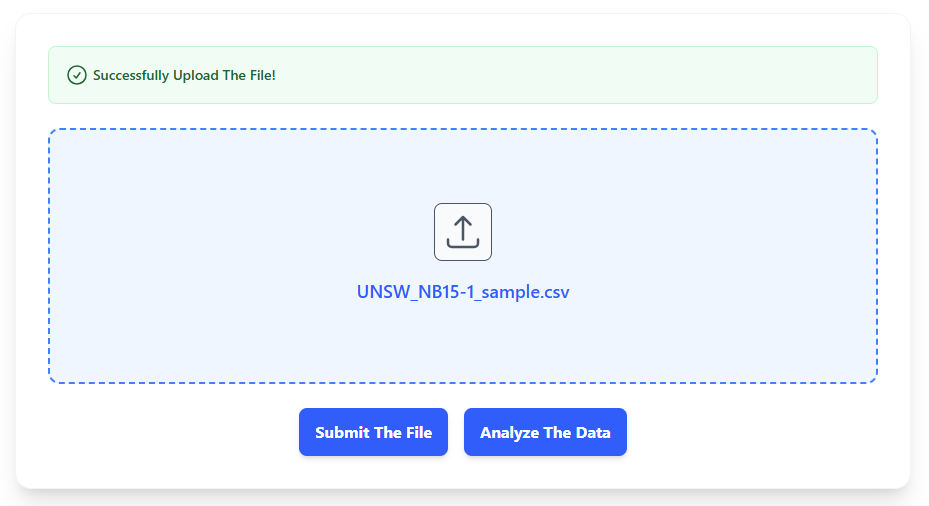 Successfully Upload The File!
UNSW_NB15-1_sample.csv
Submit The File
Analyze The Data